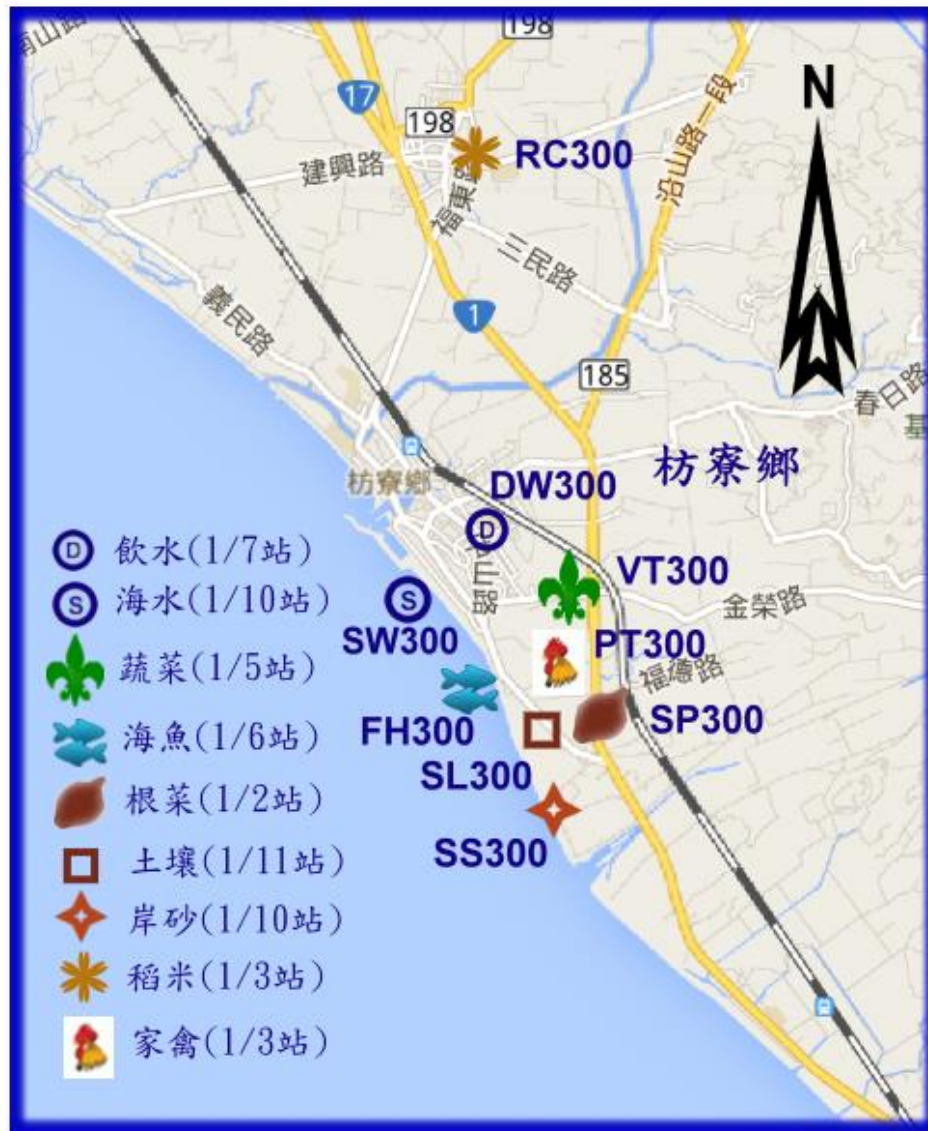 南山路
198
17
N
198
RC300
建興路
沿山路一段
福東路
三民路
義民路
1
185
春日路
基
枋寮鄉
枋寮鄉
DW300
D
VT300
金榮路
S
SW300
PT300
福德路
FH300
SP300
SL300
SS300
D 飲水(1/7站)
S 海水(1/10站)
蔬菜(1/5站)
海魚(1/6站)
根菜(1/2站)
土壤(1/11站)
岸砂(1/10站)
稻米(1/3站)
家禽(1/3站)